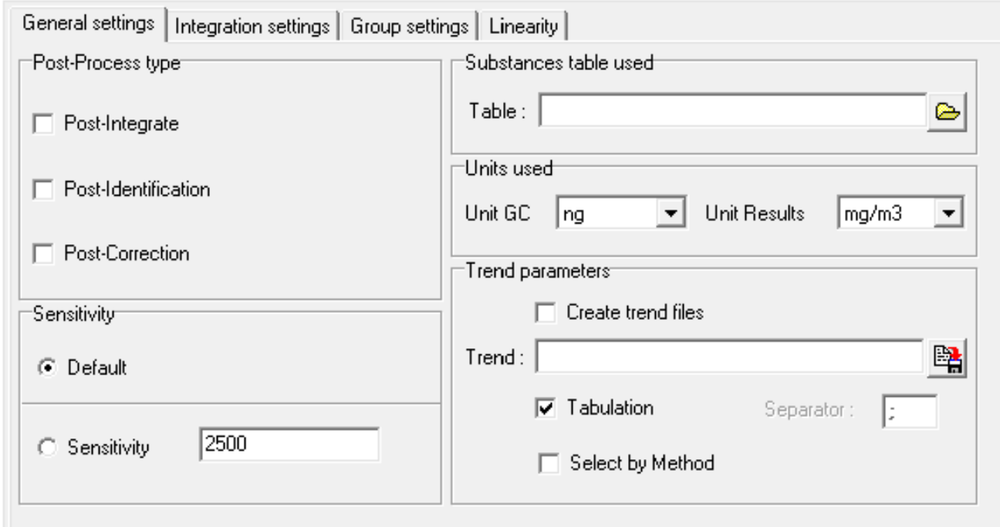 General settings
Integration settings
Group settings
Linearity
Post-Process type
Post-Integrate
Post-Identification
Post-Correction
Sensitivity
Default
Sensitivity 2500
Substances table used
Table :
Units used
Unit GC ng Unit Results mg/m3
Trend parameters
Create trend files
Trend :
Tabulation Separator : ;
Select by Method